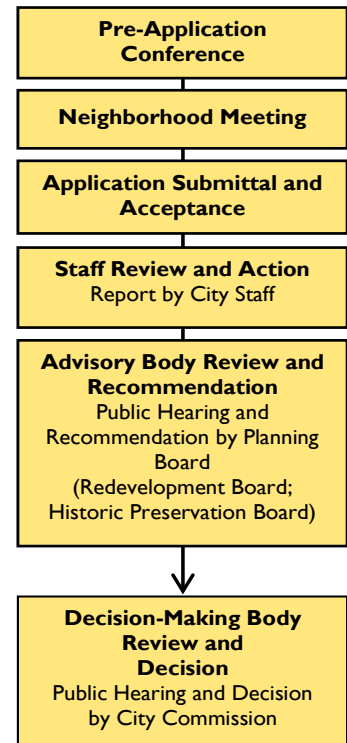 Pre-Application
Conference
Neighborhood Meeting
Application Submittal and
Acceptance
Staff Review and Action
Report by City Staff
Advisory Body Review and
Recommendation
Public Hearing and
Recommendation by Planning
Board
(Redevelopment Board;
Historic Preservation Board)
Decision-Making Body
Review and
Decision
Public Hearing and Decision
by City Commission